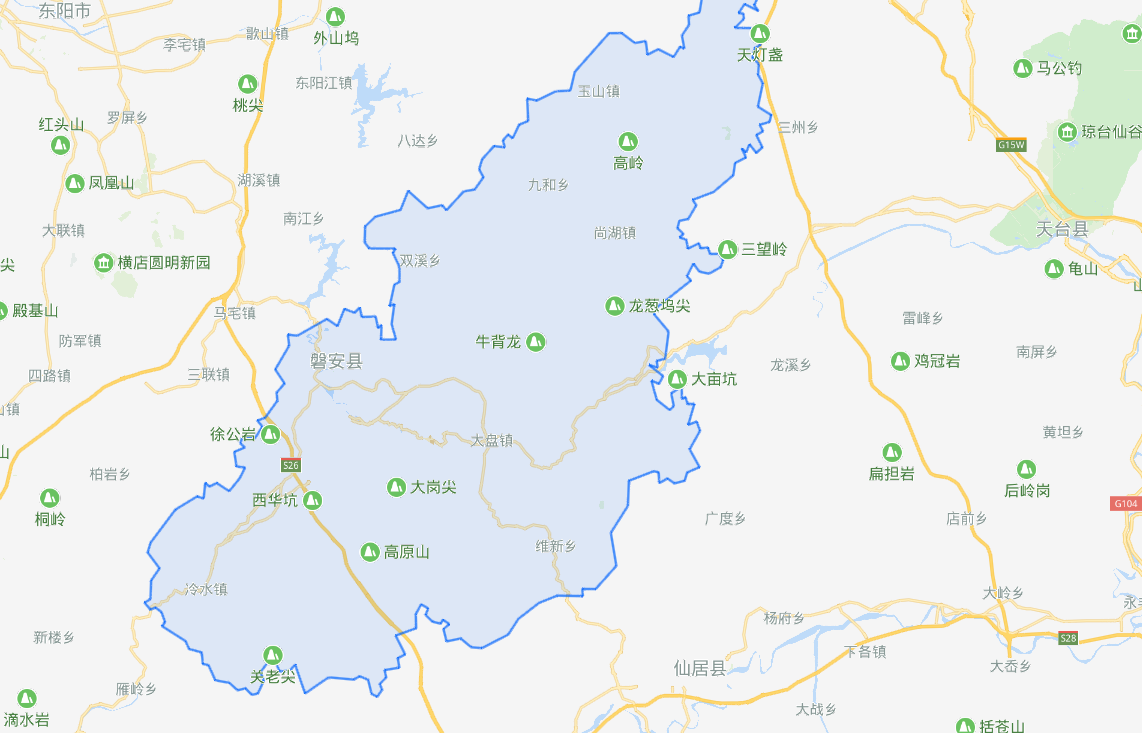 东阳市
外山坞
歌山镇
李宅镇
天灯盏
马公钓
东阳江镇
桃尖
玉山镇
罗屏乡
红头山
八达乡
三州乡
琼台仙谷
G15W
高岭
凤凰山
湖溪镇
九和乡
南江乡
大联镇
尚湖镇
天台县
三望岭
横店圆明新园
双溪乡
尖
龟山
山
殿基山
马宅镇
龙葱坞尖
雷峰乡
防军镇
牛背龙
磐安县
南屏乡
鸡冠岩
龙溪乡
四路镇
三联镇
大亩坑
山镇
徐公岩
大盘镇
黄坦乡
山
S26
柏岩乡
扁担岩
后岭岗
大岗尖
桐岭
西华坑
G104
广度乡
店前乡
高原山
维新乡
冷水镇
大岭乡
永丰
杨府乡
新楼乡
S28
下各镇
关老尖
仙居县
大岙乡
雁岭乡
滴水岩
大战乡
括苍山